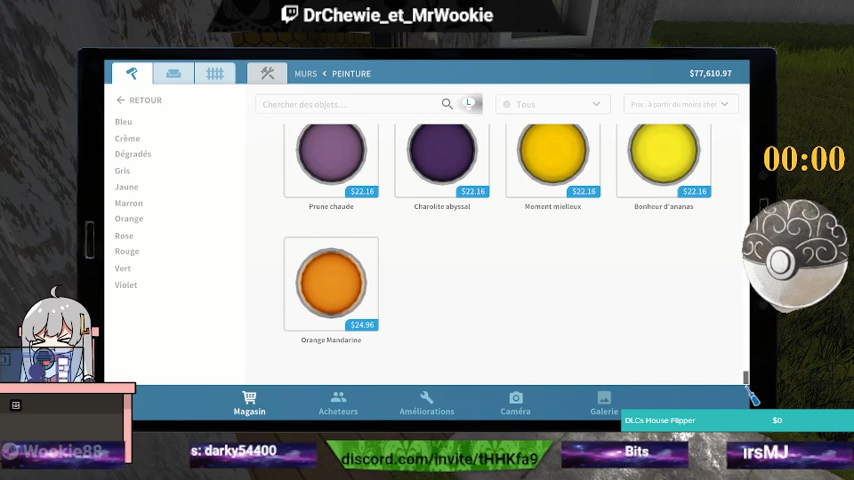 DrChewie_et_MrWookie
MURS < PEINTURE
$77,610.97
RETOUR
Chercher des objets...
L
Tous
Prix : à partir du moins cher
Bleu
Crème
Dégradés
Gris
Jaune
Marron
Orange
Rose
Rouge
Vert
Violet
$22.16
$22.16
$22.16
$22.16
Prune chaude
Charolite abyssal
Moment mielleux
Bonheur d'ananas
00:00
$24.96
Orange Mandarine
Magasin
Acheteurs
Améliorations
Caméra
Galerie
DLCs House Flipper
$0
Wookie88
s: darky54400
discord.com/invite/tHHKfa9
- Bits
irsMJ